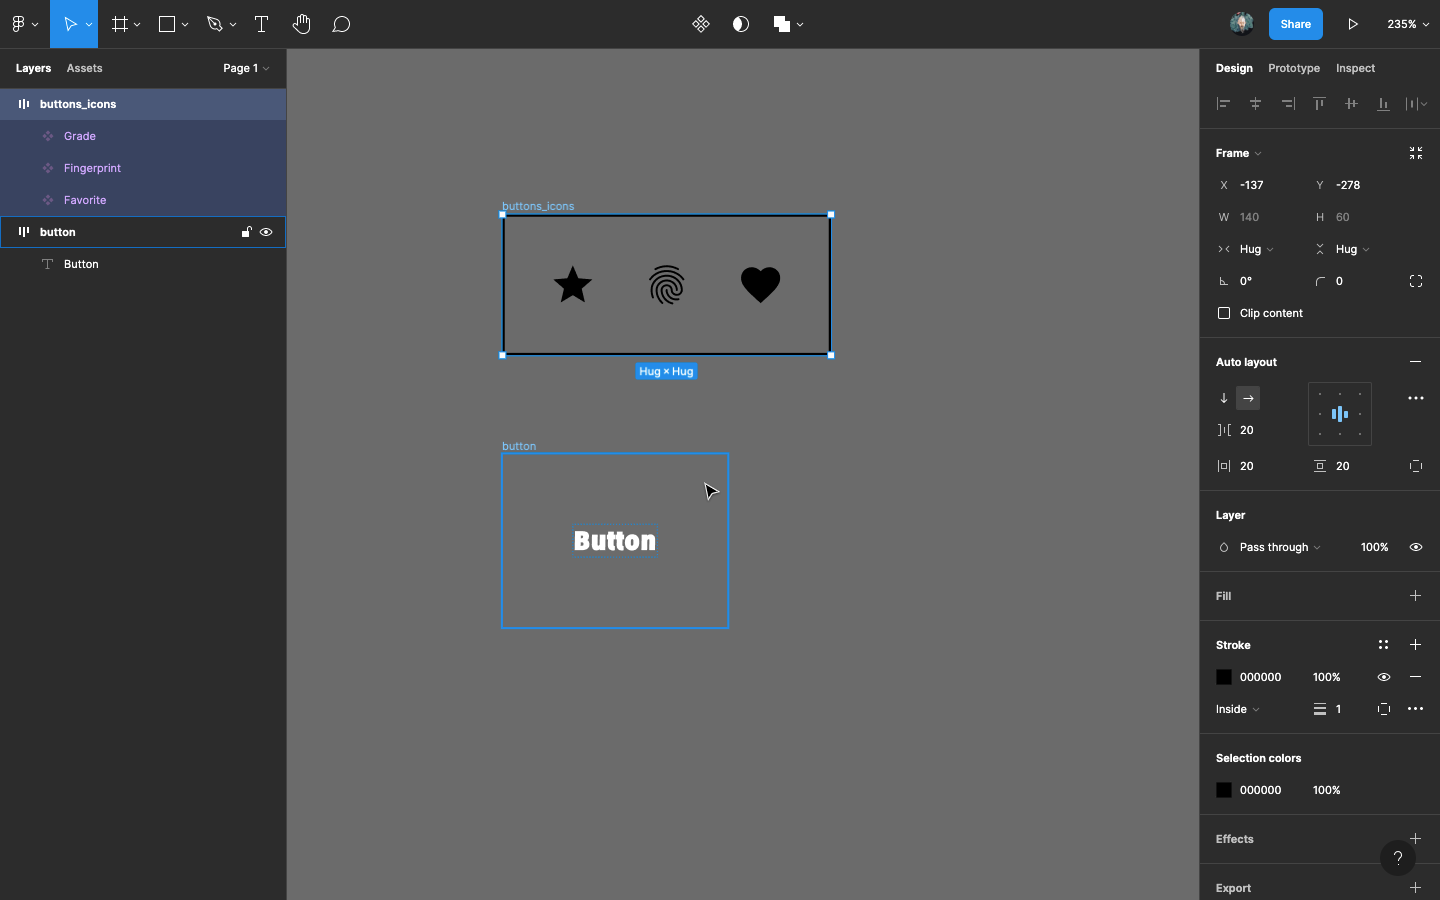 Share
235%
Layers
Assets
Page 1
Design
Prototype
Inspect
buttons_icons
Grade
Fingerprint
Favorite
button
Button
buttons_icons
Hug × Hug
button
Button
Frame
X -137
Y -278
W 140
H 60
Hug
Hug
0°
0
Clip content
Auto layout
20
20
20
Layer
Pass through
100%
Fill
Stroke
000000
100%
Inside
1
Selection colors
000000
100%
Effects
?
Export